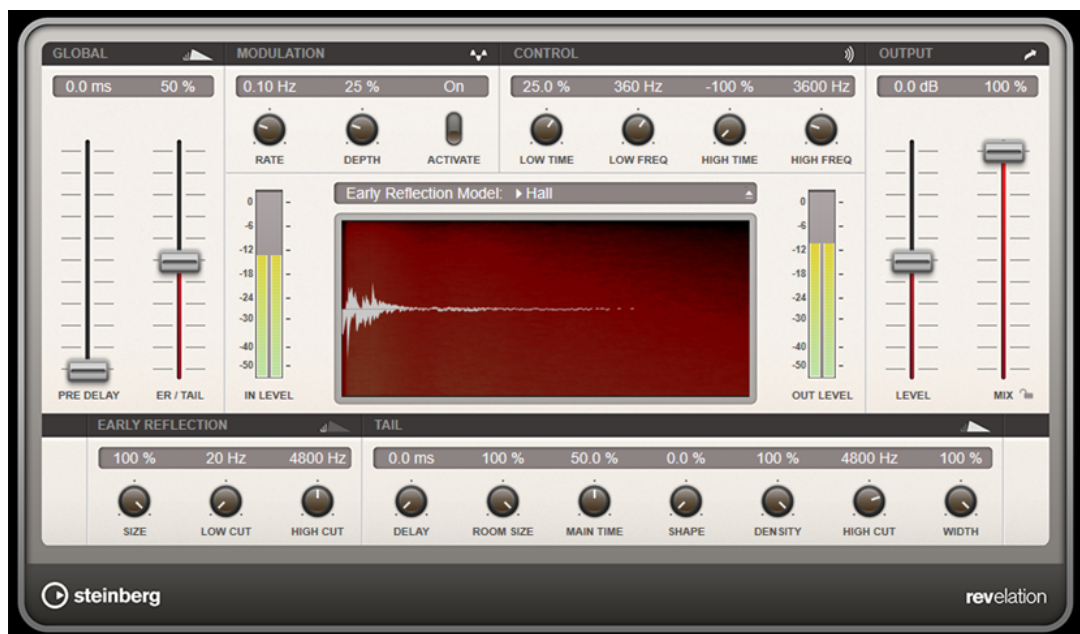 GLOBAL MODULATION CONTROL OUTPUT
0.0 ms 50 % 0.10 Hz 25 % On 25.0 % 360 Hz -100 % 3600 Hz 0.0 dB 100 %
RATE DEPTH ACTIVATE LOW TIME LOW FREQ HIGH TIME HIGH FREQ
Early Reflection Model: Hall
0 0
-6 -6
-12 -12
-18 -18
-24 -24
-30 -30
-40 -40
-50 -50
PRE DELAY ER / TAIL IN LEVEL OUT LEVEL LEVEL MIX
EARLY REFLECTION TAIL
100 % 20 Hz 4800 Hz 0.0 ms 100 % 50.0 % 0.0 % 100 % 4800 Hz 100 %
SIZE LOW CUT HIGH CUT DELAY ROOM SIZE MAIN TIME SHAPE DENSITY HIGH CUT WIDTH
steinberg revelation